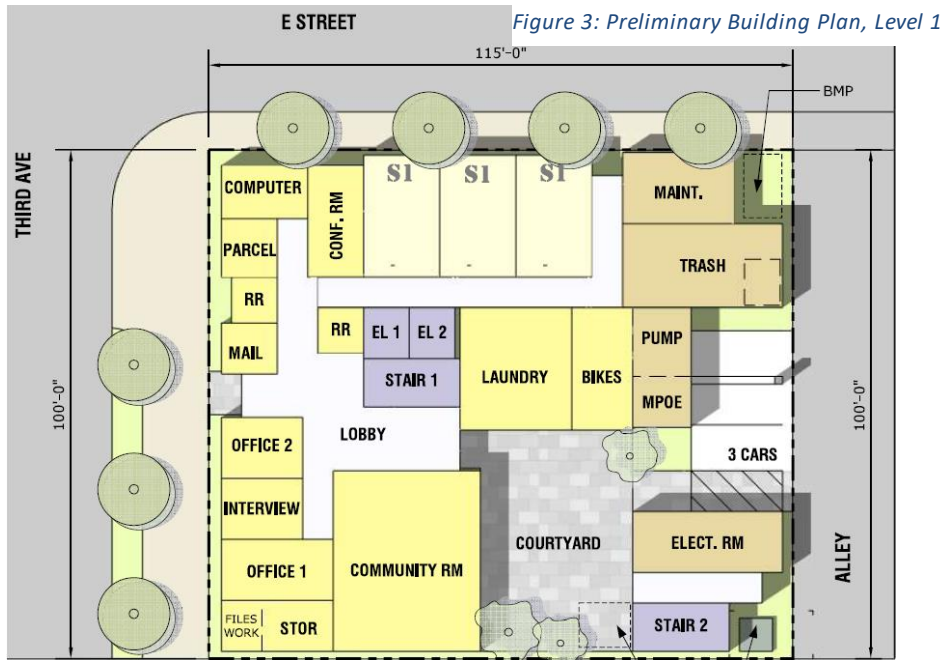 E STREET
Figure 3: Preliminary Building Plan, Level 1
115'-0"
BMP
THIRD AVE
100'-0"
COMPUTER
CONF. RM
S1
S1
S1
MAINT.
PARCEL
TRASH
RR
RR
EL 1
EL 2
PUMP
MAIL
STAIR 1
LAUNDRY
BIKES
MPOE
100'-0"
OFFICE 2
LOBBY
3 CARS
INTERVIEW
COURTYARD
ELECT. RM
ALLEY
OFFICE 1
COMMUNITY RM
FILES
WORK
STOR
STAIR 2